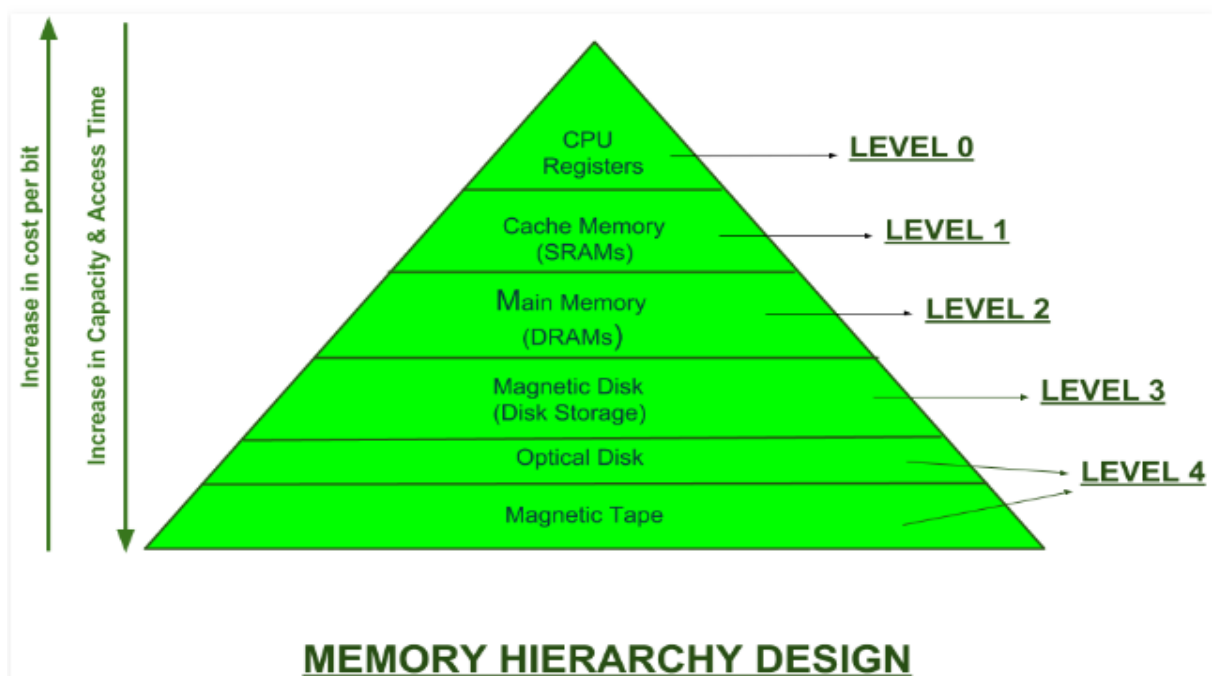 Increase in cost per bit
Increase in Capacity & Access Time
CPU
Registers
LEVEL 0
Cache Memory
(SRAMs)
LEVEL 1
Main Memory
(DRAMs)
LEVEL 2
Magnetic Disk
(Disk Storage)
LEVEL 3
Optical Disk
LEVEL 4
Magnetic Tape
MEMORY HIERARCHY DESIGN